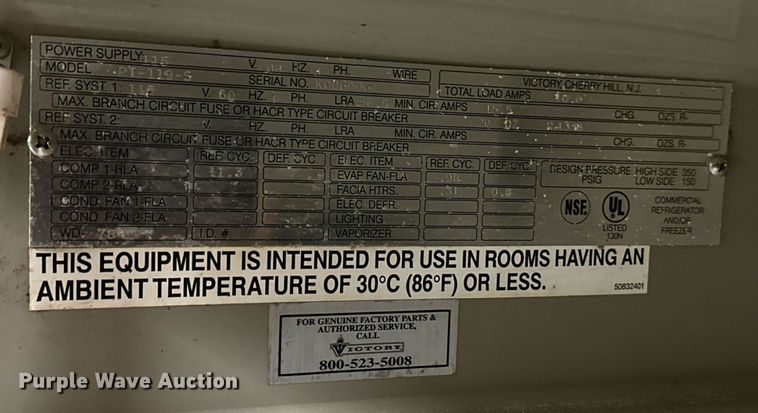 POWER SUPPLY 115 V. 60 HZ. PH. WIRE
MODEL PT-119-S SERIAL NO. VICTORY, CHERRY HILL, N.J.
REF. SYST. 1: 115 V. 60 HZ. PH. LRA MIN. CIR. AMPS TOTAL LOAD AMPS
MAX. BRANCH CIRCUIT FUSE OR HACR TYPE CIRCUIT BREAKER CHG. OZS. R-
REF. SYST. 2: V. HZ. PH. LRA MIN. CIR. AMPS
MAX. BRANCH CIRCUIT FUSE OR HACR TYPE CIRCUIT BREAKER CHG. OZS. R-
ELEC. ITEM REF. CYC. DEF. CYC. ELEC. ITEM REF. CYC. DEF. CYC.
COMP 1-RLA EVAP FAN-FLA
COMP 2-RLA FACIA HTRS.
COND. FAN 1-FLA ELEC. DEFR.
COND. FAN 2-FLA LIGHTING
WD- I.D. # VAPORIZER
DESIGN PRESSURE HIGH SIDE 350
PSIG LOW SIDE 150
NSF UL
LISTED
130N
COMMERCIAL
REFRIGERATOR
AND/OR
FREEZER
THIS EQUIPMENT IS INTENDED FOR USE IN ROOMS HAVING AN
AMBIENT TEMPERATURE OF 30°C (86°F) OR LESS.
50832401
FOR GENUINE FACTORY PARTS &
AUTHORIZED SERVICE,
CALL
VICTORY
800-523-5008
Purple Wave Auction